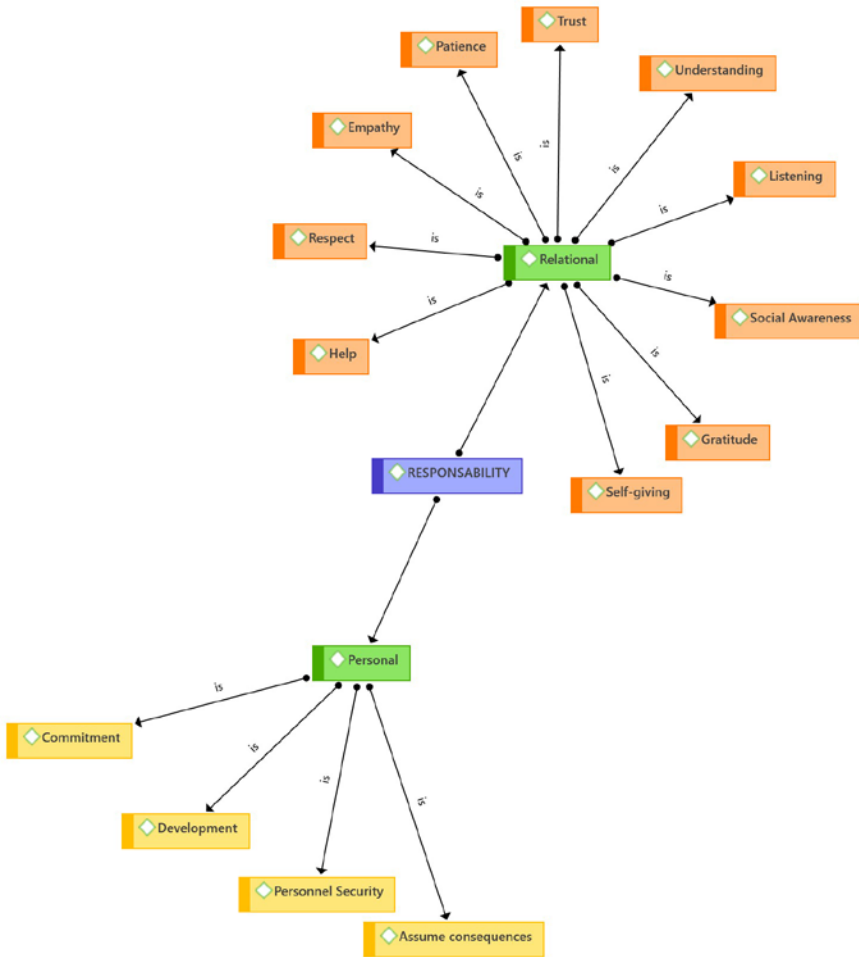 Trust
Patience
Understanding
is
Empathy
is
is
Listening
is
is
Respect
is
Relational
is
Social Awareness
is
Help
is
is
Gratitude
RESPONSABILITY
Self-giving
Personal
is
Commitment
is
is
is
Development
Personnel Security
Assume consequences